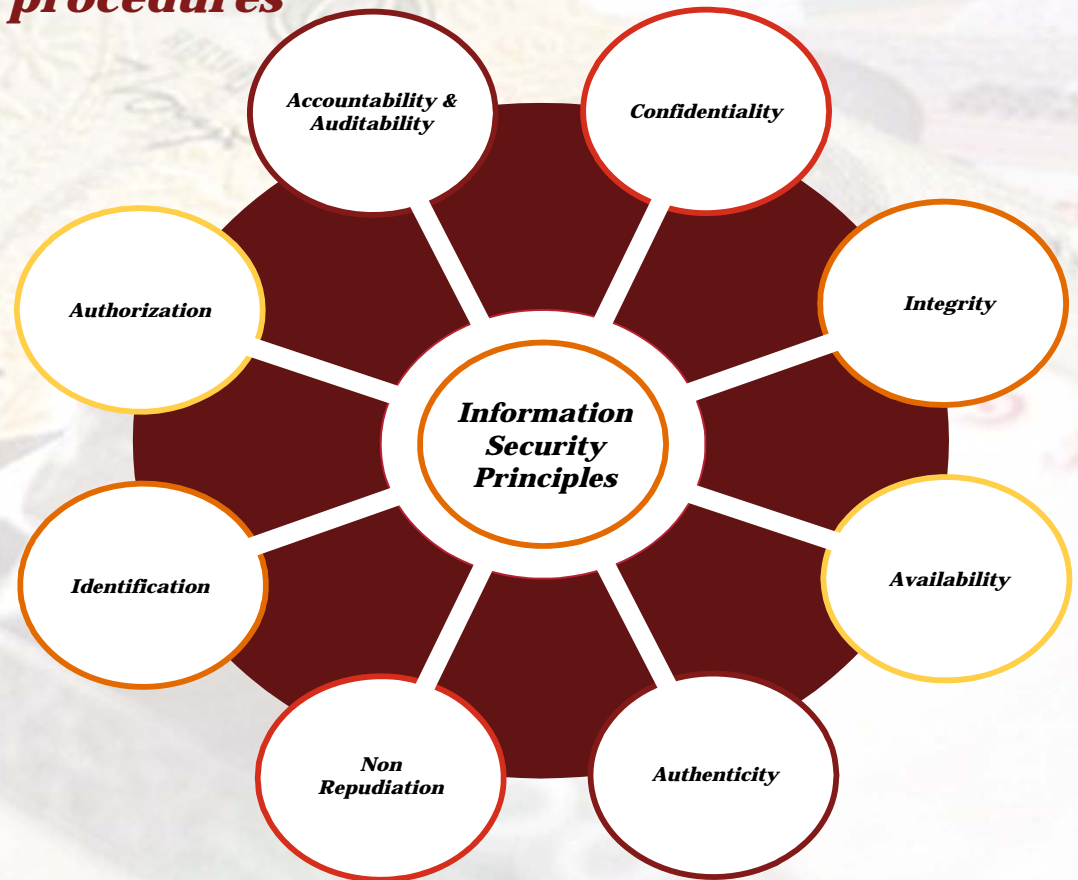 procedures
Accountability &
Auditability
Confidentiality
Authorization
Integrity
Information
Security
Principles
Identification
Availability
Non
Repudiation
Authenticity